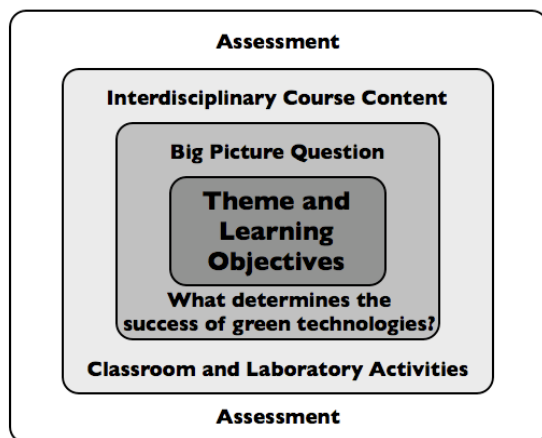 Assessment
Interdisciplinary Course Content
Big Picture Question
Theme and
Learning
Objectives
What determines the
success of green technologies?
Classroom and Laboratory Activities
Assessment